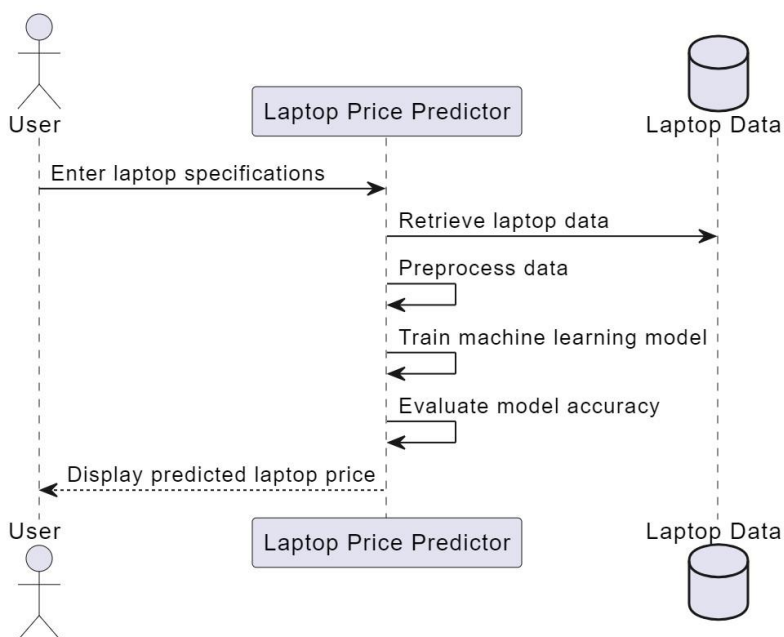 User
Laptop Price Predictor
Laptop Data
Enter laptop specifications
Retrieve laptop data
Preprocess data
Train machine learning model
Evaluate model accuracy
Display predicted laptop price
User
Laptop Price Predictor
Laptop Data